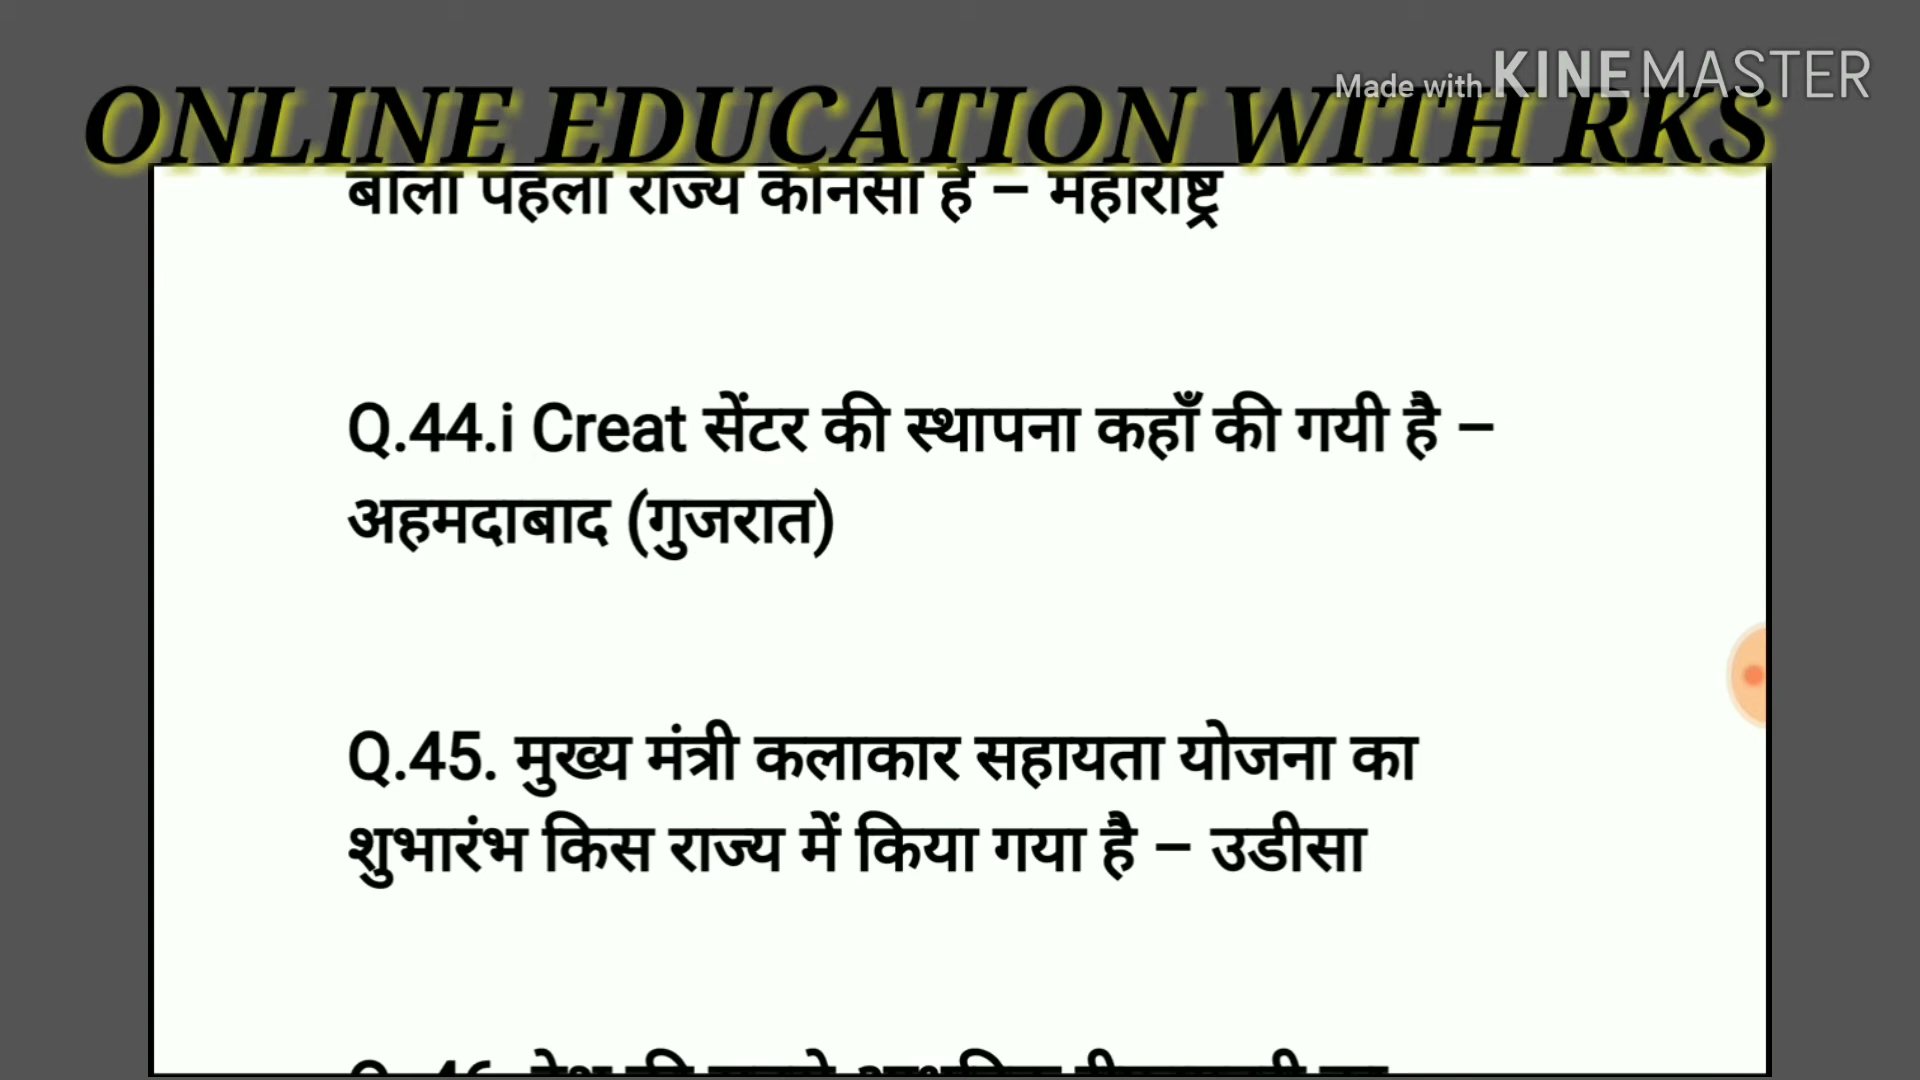 Made with KINEMASTER
ONLINE EDUCATION WITH RKS
पहला राज्य कौनसा है – महाराष्ट्र
Q.44.i Creat सेंटर की स्थापना कहाँ की गयी है –
अहमदाबाद (गुजरात)
Q.45. मुख्य मंत्री कलाकार सहायता योजना का
शुभारंभ किस राज्य में किया गया है – उडीसा